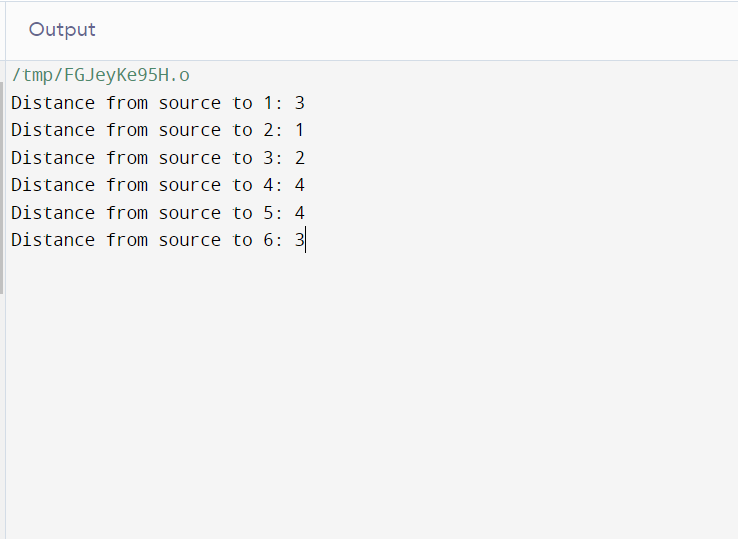 Output
/tmp/FGJeyKe95H.o
Distance from source to 1: 3
Distance from source to 2: 1
Distance from source to 3: 2
Distance from source to 4: 4
Distance from source to 5: 4
Distance from source to 6: 3